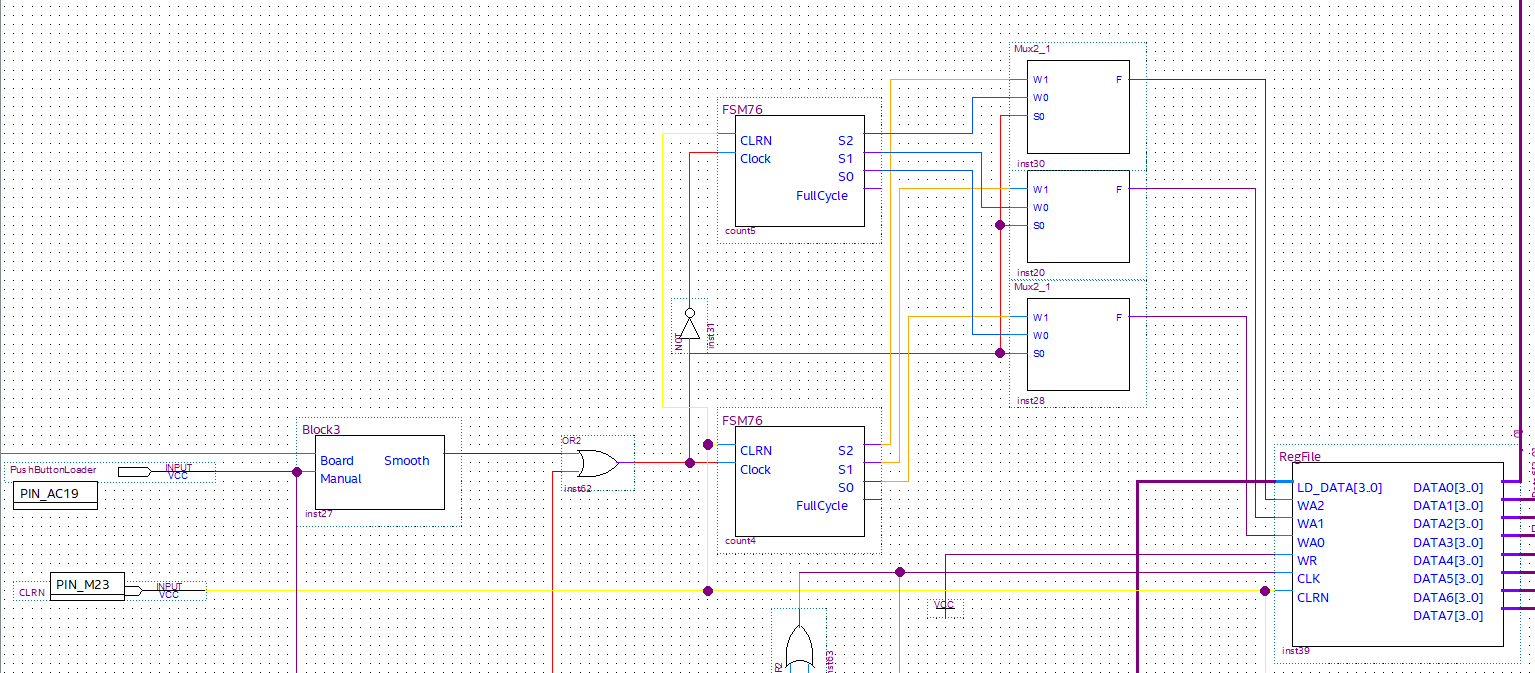 Mux2_1
W1 F
W0
S0
inst30
FSM76
CLRN S2
Clock S1
S0
FullCycle
count5
W1 F
W0
S0
inst20
Mux2_1
W1 F
W0
S0
inst28
NOT
inst31
FSM76
CLRN S2
Clock S1
S0
FullCycle
count4
Block3
Board Smooth
Manual
inst27
OR2
inst62
PushButtonLoader
INPUT
VCC
PIN_AC19
CLRN
PIN_M23
INPUT
VCC
VCC
R2
inst63
RegFile
LD_DATA[3..0] DATA0[3..0]
WA2 DATA1[3..0]
WA1 DATA2[3..0]
WA0 DATA3[3..0]
WR DATA4[3..0]
CLK DATA5[3..0]
CLRN DATA6[3..0]
DATA7[3..0]
inst39